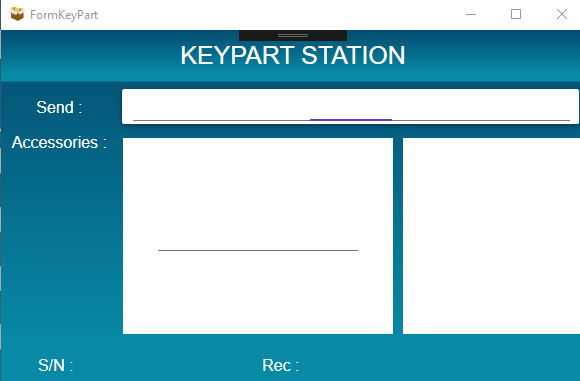 FormKeyPart
KEYPART STATION
Send :
Accessories :
S/N :
Rec :